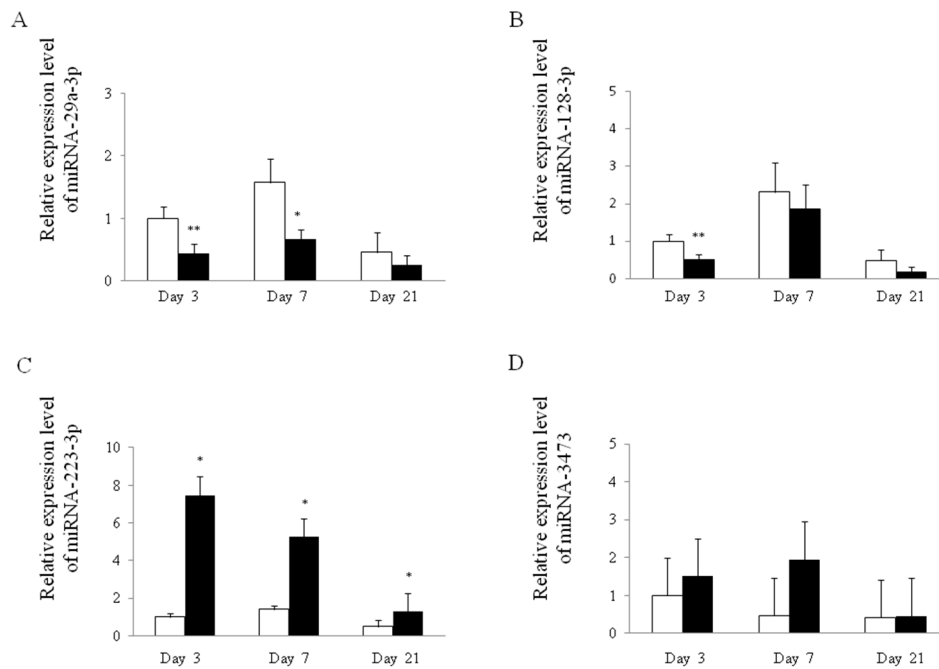 A
Relative expression level
of miRNA-29a-3p
3
2
1
0
**
*
Day 3
Day 7
Day 21
B
Relative expression level
of miRNA-128-3p
5
4
3
2
1
0
**
Day 3
Day 7
Day 21
C
Relative expression level
of miRNA-223-3p
10
8
6
4
2
0
*
*
*
Day 3
Day 7
Day 21
D
Relative expression level
of miRNA-3473
5
4
3
2
1
0
Day 3
Day 7
Day 21